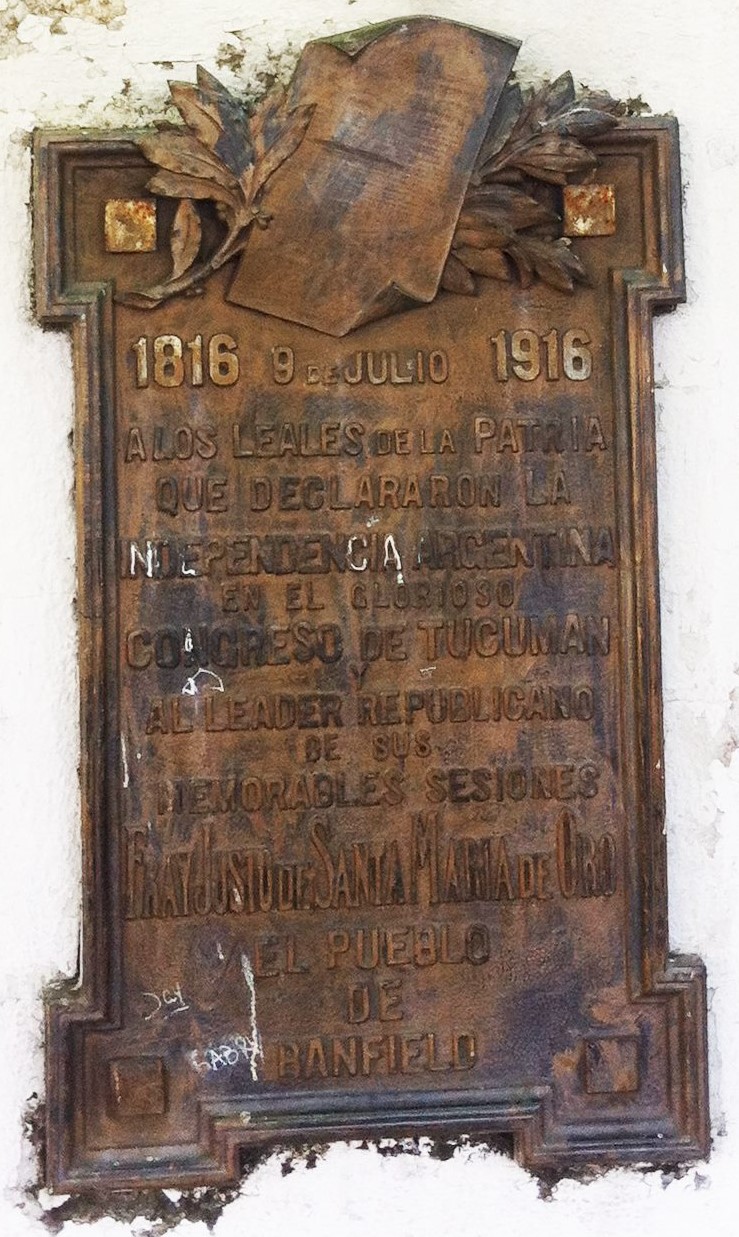 1816 9 DE JULIO 1916
A LOS LEALES DE LA PATRIA
QUE DECLARARON LA
INDEPENDENCIA ARGENTINA
EN EL GLORIOSO
CONGRESO DE TUCUMAN
Y
AL LEADER REPUBLICANO
DE SUS
MEMORABLES SESIONES
FRAY JUSTO DE SANTA MARIA DE ORO
EL PUEBLO
DE
BANFIELD